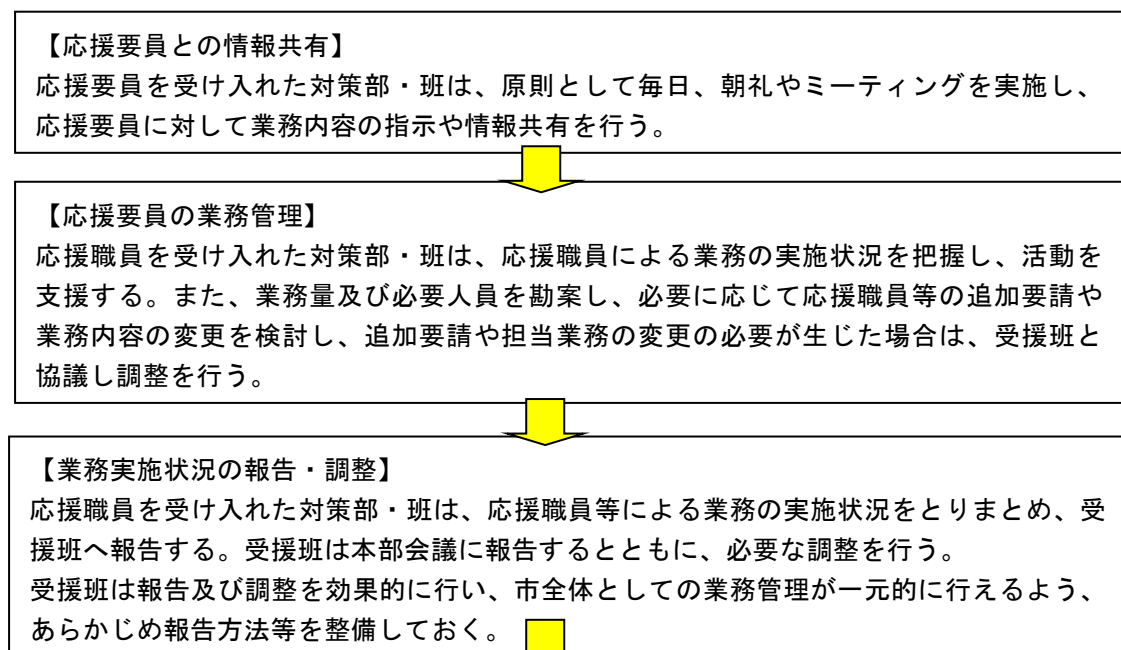 【応援要員との情報共有】
応援要員を受け入れた対策部・班は、原則として毎日、朝礼やミーティングを実施し、
応援要員に対して業務内容の指示や情報共有を行う。
【応援要員の業務管理】
応援職員を受け入れた対策部・班は、応援職員による業務の実施状況を把握し、活動を
支援する。また、業務量及び必要人員を勘案し、必要に応じて応援職員等の追加要請や
業務内容の変更を検討し、追加要請や担当業務の変更の必要が生じた場合は、受援班と
協議し調整を行う。
【業務実施状況の報告・調整】
応援職員を受け入れた対策部・班は、応援職員等による業務の実施状況をとりまとめ、受
援班へ報告する。受援班は本部会議に報告するとともに、必要な調整を行う。
受援班は報告及び調整を効果的に行い、市全体としての業務管理が一元的に行えるよう、
あらかじめ報告方法等を整備しておく。